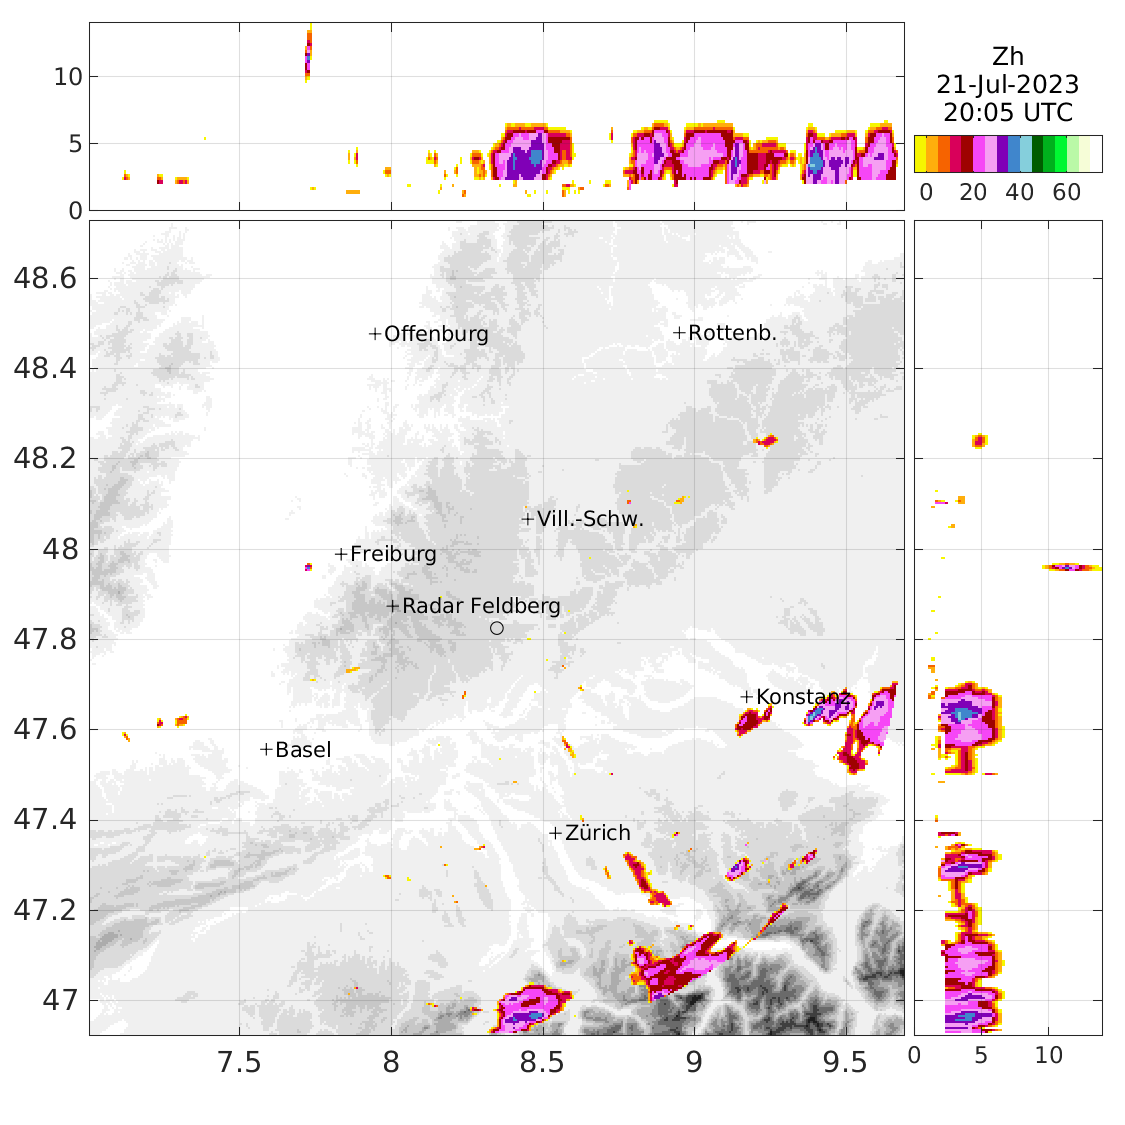 10
5
0
Zh
21-Jul-2023
20:05 UTC
0 20 40 60
48.6
48.4
48.2
48
47.8
47.6
47.4
47.2
47
+Offenburg
+Rottenb.
+Vill.-Schw.
+Freiburg
+Radar Feldberg
+Konstanz
+Basel
+Zürich
7.5 8 8.5 9 9.5
0 5 10